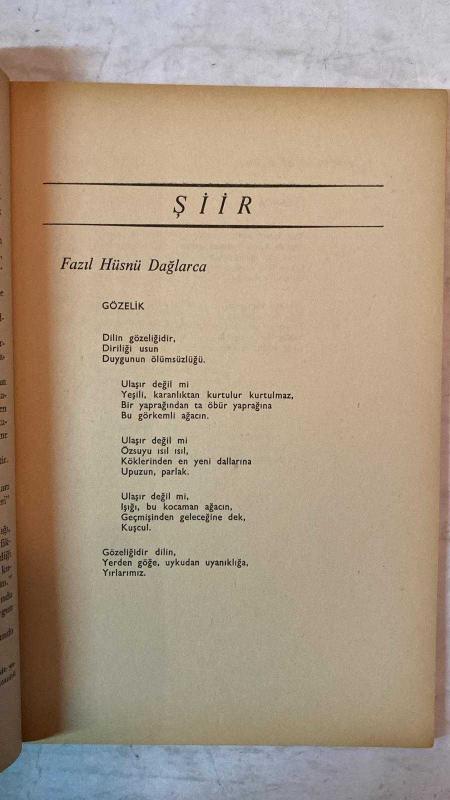 ŞİİR
Fazıl Hüsnü Dağlarca
GÖZELİK
Dilin gözeliğidir,
Diriliği usun
Duygunun ölümsüzlüğü.
Ulaşır değil mi
Yeşili, karanlıktan kurtulur kurtulmaz,
Bir yaprağından ta öbür yaprağına
Bu görkemli ağacın.
Ulaşır değil mi
Özsuyu ısıl ısıl,
Köklerinden en yeni dallarına
Upuzun, parlak.
Ulaşır değil mi,
Işığı, bu kocaman ağacın,
Geçmişinden geleceğine dek,
Kuşcul.
Gözeliğidir dilin,
Yerden göğe, uykudan uyanıklığa,
Yırlarımız.